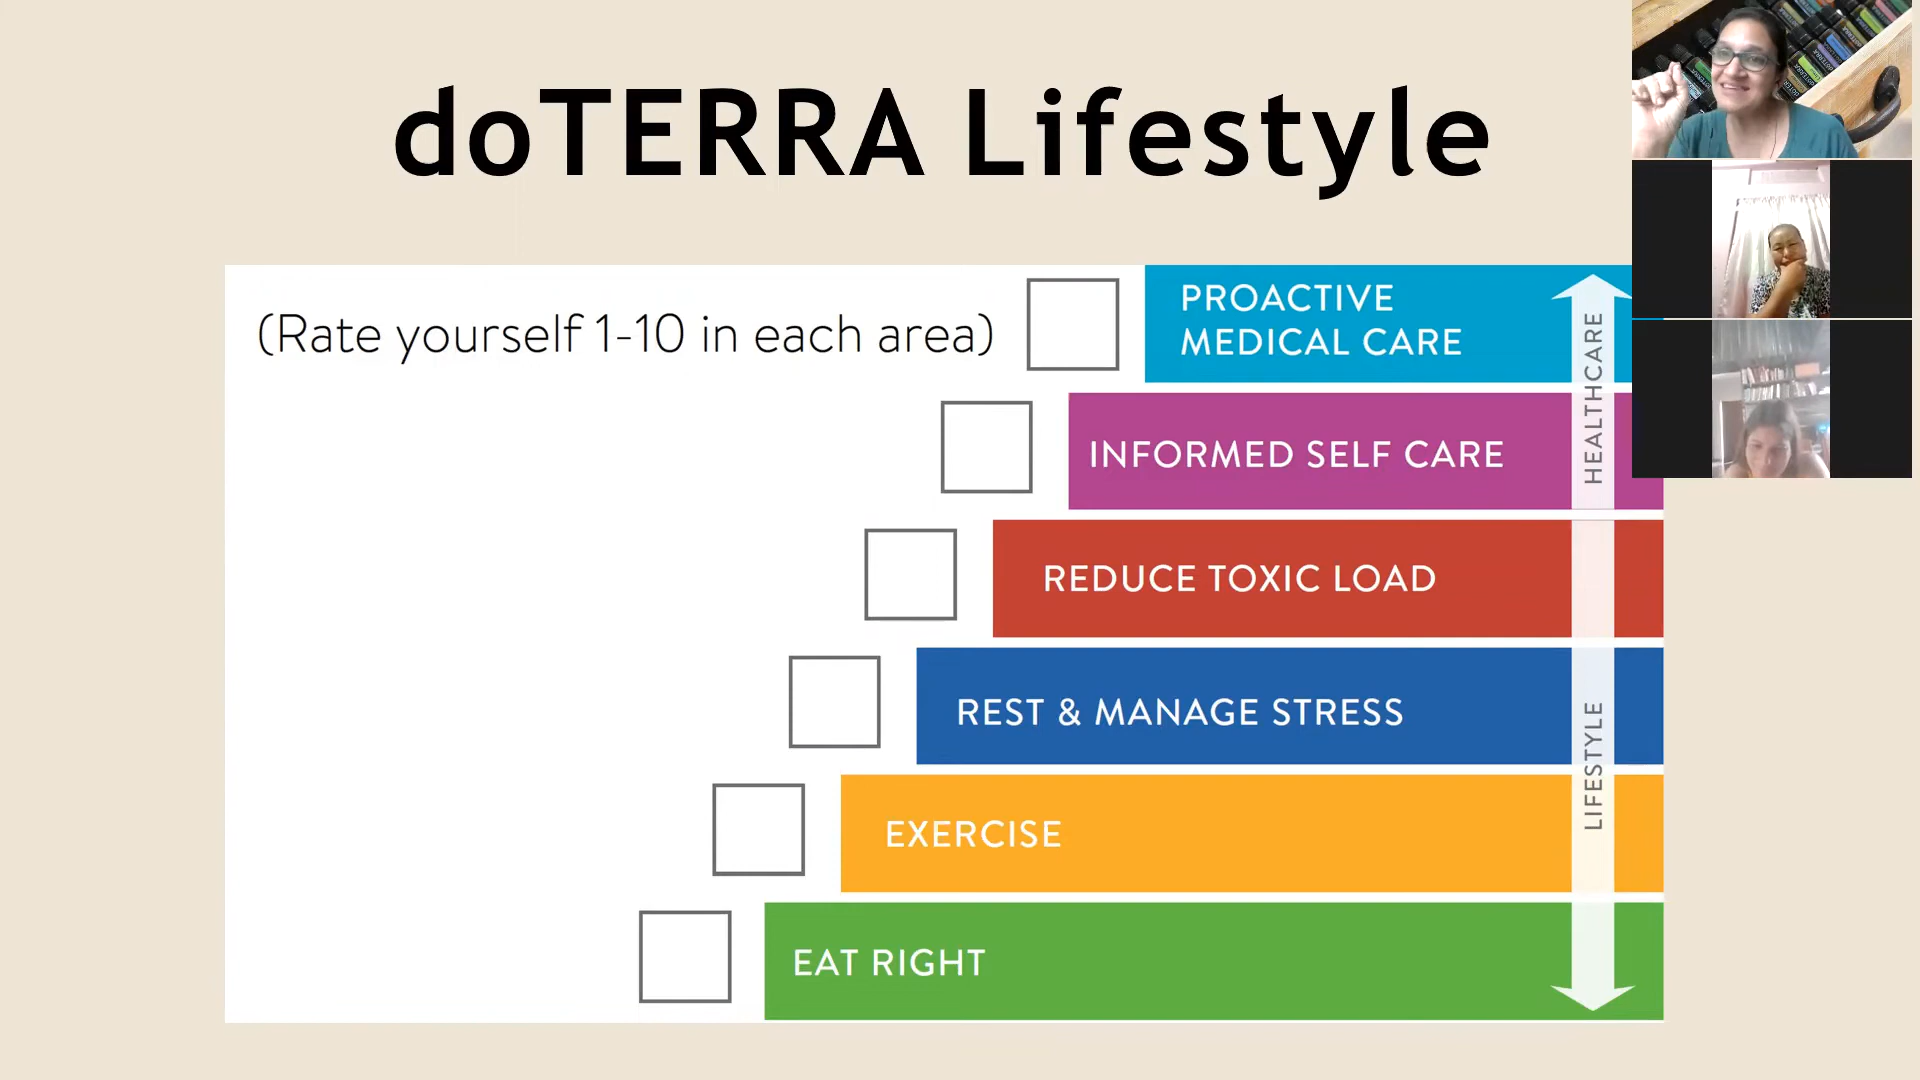 doTERRA Lifestyle
(Rate yourself 1-10 in each area)
PROACTIVE
MEDICAL CARE
INFORMED SELF CARE
REDUCE TOXIC LOAD
REST & MANAGE STRESS
EXERCISE
EAT RIGHT
HEALTHCARE
LIFESTYLE